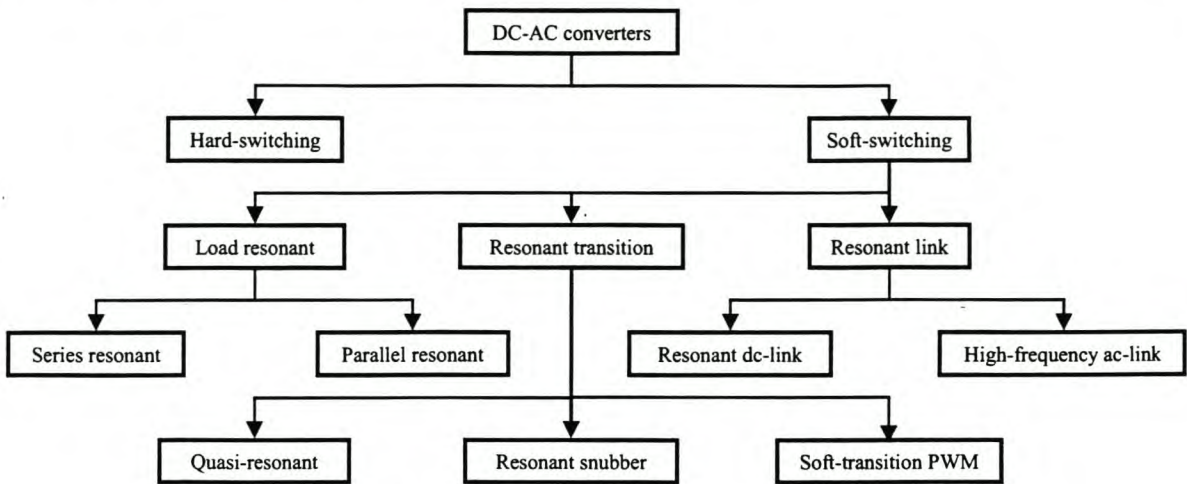 DC-AC converters
Hard-switching
Soft-switching
Load resonant
Resonant transition
Resonant link
Series resonant
Parallel resonant
Resonant dc-link
High-frequency ac-link
Quasi-resonant
Resonant snubber
Soft-transition PWM